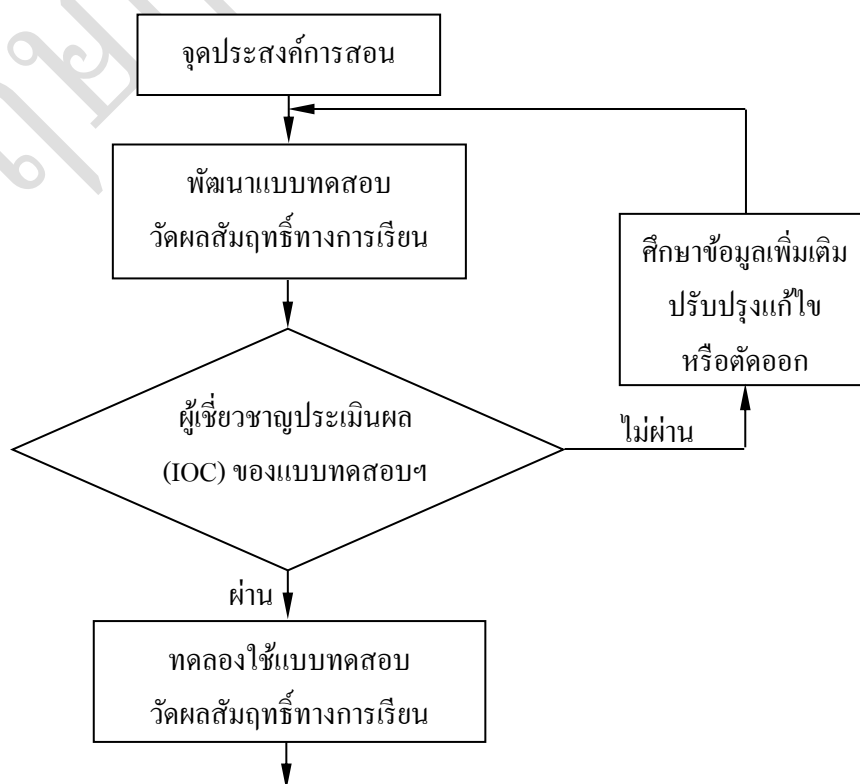 จุดประสงค์การสอน
พัฒนาแบบทดสอบ
วัดผลสัมฤทธิ์ทางการเรียน
ศึกษาข้อมูลเพิ่มเติม
ปรับปรุงแก้ไข
หรือตัดออก
ผู้เชี่ยวชาญประเมินผล
(IOC) ของแบบทดสอบฯ
ไม่ผ่าน
ผ่าน
ทดลองใช้แบบทดสอบ
วัดผลสัมฤทธิ์ทางการเรียน